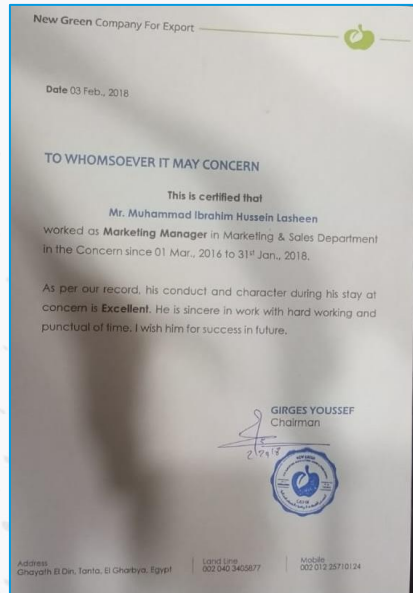 New Green Company For Export
Date 03 Feb., 2018
TO WHOMSOEVER IT MAY CONCERN
This is certified that
Mr. Muhammad Ibrahim Hussein Lasheen
worked as Marketing Manager in Marketing & Sales Department
in the Concern since 01 Mar., 2016 to 31st Jan., 2018.
As per our record, his conduct and character during his stay at
concern is Excellent. He is sincere in work with hard working and
punctual of time. I wish him for success in future.
GIRGES YOUSSEF
Chairman
Address
Ghayath El Din, Tanta, El Gharbya, Egypt
Land Line
002 040 3405877
Mobile
002 012 25710124